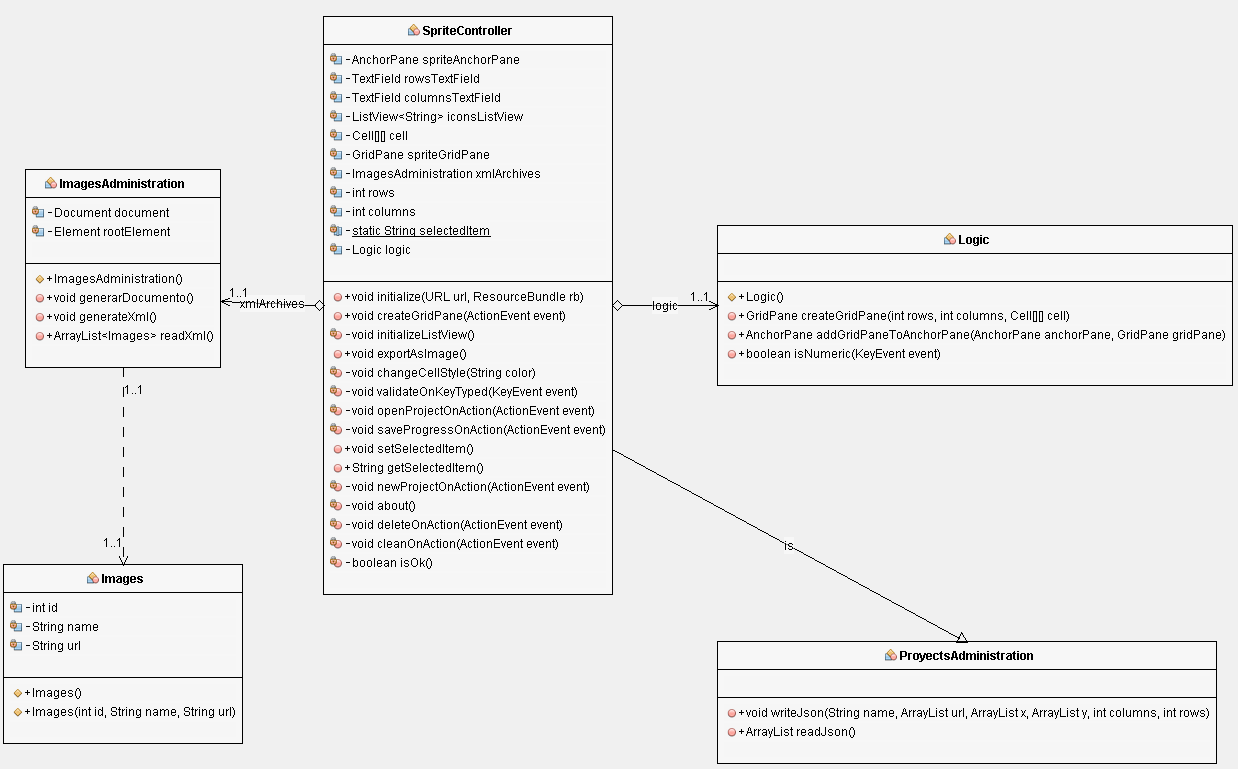 SpriteController
-AnchorPane spriteAnchorPane
-TextField rowsTextField
-TextField columnsTextField
-ListView<String> iconsListView
-Cell[][] cell
-GridPane spriteGridPane
-ImagesAdministration xmlArchives
-int rows
-int columns
-static String selectedItem
-Logic logic
+void initialize(URL url, ResourceBundle rb)
+void createGridPane(ActionEvent event)
-void initializeListView()
+void exportAsImage()
-void changeCellStyle(String color)
-void validateOnKeyTyped(KeyEvent event)
-void openProjectOnAction(ActionEvent event)
-void saveProgressOnAction(ActionEvent event)
+void setSelectedItem()
+String getSelectedItem()
-void newProjectOnAction(ActionEvent event)
-void about()
-void deleteOnAction(ActionEvent event)
-void cleanOnAction(ActionEvent event)
-boolean isOk()
ImagesAdministration
-Document document
-Element rootElement
+ImagesAdministration()
+void generarDocumento()
+void generateXml()
+ArrayList<Images> readXml()
1..1
xmlArchives
logic
1..1
Logic
+Logic()
+GridPane createGridPane(int rows, int columns, Cell[][] cell)
+AnchorPane addGridPaneToAnchorPane(AnchorPane anchorPane, GridPane gridPane)
+boolean isNumeric(KeyEvent event)
1..1
1..1
Images
-int id
-String name
-String url
+Images()
+Images(int id, String name, String url)
is
ProyectsAdministration
+void writeJson(String name, ArrayList url, ArrayList x, ArrayList y, int columns, int rows)
+ArrayList readJson()